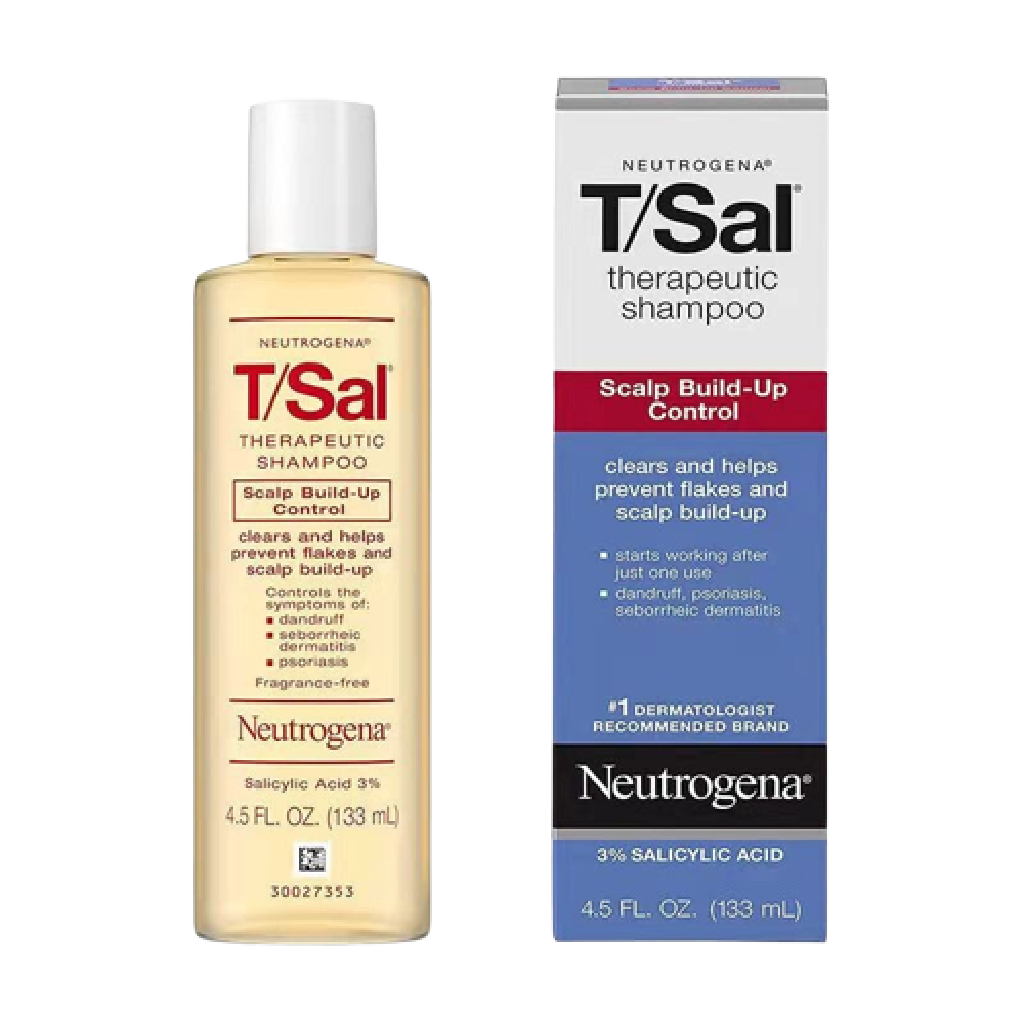 NEUTROGENA®
T/Sal®
THERAPEUTIC
SHAMPOO
Scalp Build-Up
Control
clears and helps
prevent flakes and
scalp build-up
Controls the
symptoms of:
▪ dandruff
▪ seborrheic
dermatitis
▪ psoriasis
Fragrance-free
Neutrogena®
Salicylic Acid 3%
4.5 FL. OZ. (133 mL)
30027353
NEUTROGENA®
T/Sal®
therapeutic
shampoo
Scalp Build-Up
Control
clears and helps
prevent flakes and
scalp build-up
▪ starts working after
just one use
▪ dandruff, psoriasis,
seborrheic dermatitis
#1 DERMATOLOGIST
RECOMMENDED BRAND
Neutrogena®
3% SALICYLIC ACID
4.5 FL. OZ. (133 mL)